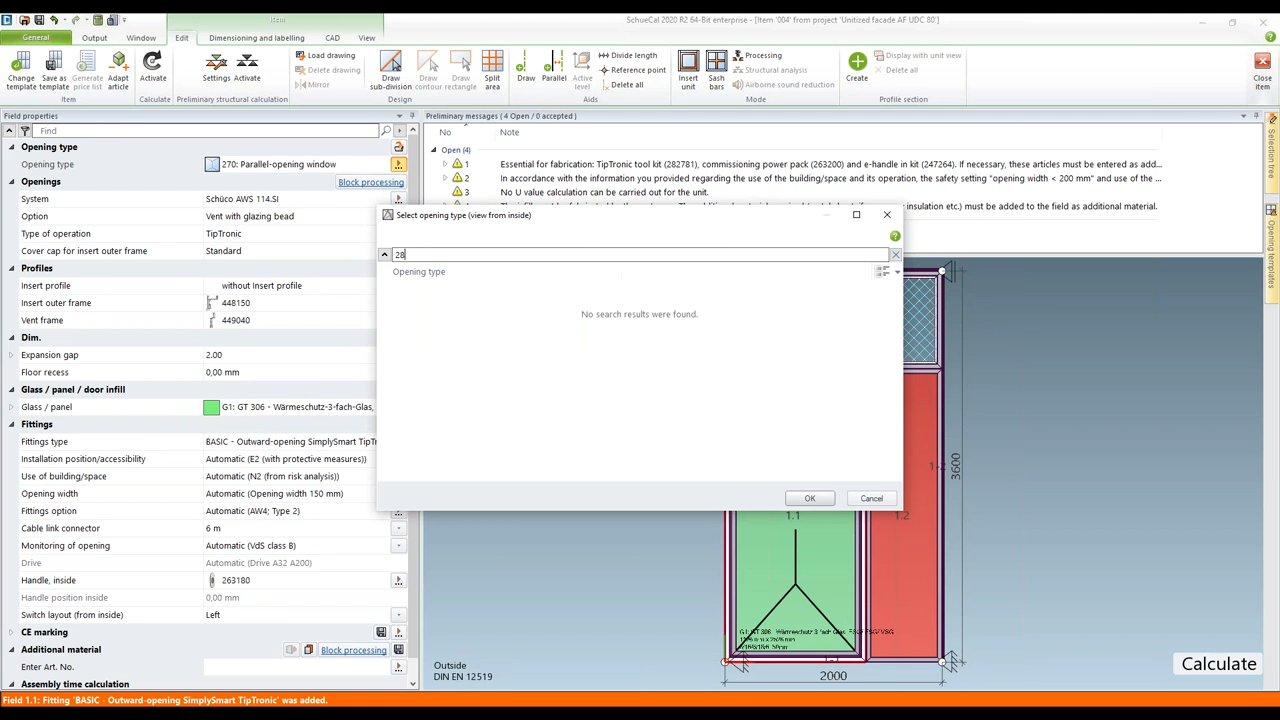 Item
SchueCal 2020 R2 64-Bit enterprise - [Item '004' from project 'Unitized facade AF UDC 80']
General
Output
Window
Edit
Dimensioning and labelling
CAD
View
Change template
Save as template
Generate price list
Adapt article
Item
Activate
Calculate
Settings
Activate
Preliminary structural calculation
Load drawing
Delete drawing
Mirror
Draw sub-division
Draw contour
Draw rectangle
Split area
Design
Draw
Parallel
Active level
Divide length
Reference point
Delete all
Aids
Insert unit
Sash bars
Processing
Structural analysis
Airborne sound reduction
Mode
Create
Display with unit view
Delete all
Profile section
Close item
Field properties
Find
Opening type
Opening type 270: Parallel-opening window
Openings Block processing
System Schüco AWS 114.SI
Option Vent with glazing bead
Type of operation TipTronic
Cover cap for insert outer frame Standard
Profiles
Insert profile without Insert profile
Insert outer frame 448150
Vent frame 449040
Dim.
Expansion gap 2.00
Floor recess 0,00 mm
Glass / panel / door infill
Glass / panel G1: GT 306 - Wärmeschutz-3-fach-Glas,
Fittings
Fittings type BASIC - Outward-opening SimplySmart TipT
Installation position/accessibility Automatic (E2 (with protective measures))
Use of building/space Automatic (N2 (from risk analysis))
Opening width Automatic (Opening width 150 mm)
Fittings option Automatic (AW4; Type 2)
Cable link connector 6 m
Monitoring of opening Automatic (VdS class B)
Drive Automatic (Drive A32 A200)
Handle, inside 263180
Handle position inside 0,00 mm
Switch layout (from inside) Left
CE marking
Additional material Block processing
Enter Art. No.
Assembly time calculation
Field 1.1: Fitting 'BASIC - Outward-opening SimplySmart TipTronic' was added.
Preliminary messages ( 4 Open / 0 accepted )
No Note
Open (4)
1 Essential for fabrication: TipTronic tool kit (282781), commissioning power pack (263200) and e-handle in kit (247264). If necessary, these articles must be entered as add...
2 In accordance with the information you provided regarding the use of the building/space and its operation, the safety setting "opening width < 200 mm" and use of the ...
3 No U value calculation can be carried out for the unit.
insulation etc.) must be added to the field as additional material.
Select opening type (view from inside)
28
Opening type
No search results were found.
OK
Cancel
1.1
1.2
3600
2000
Outside
DIN EN 12519
Calculate
Selection tree
Opening templates